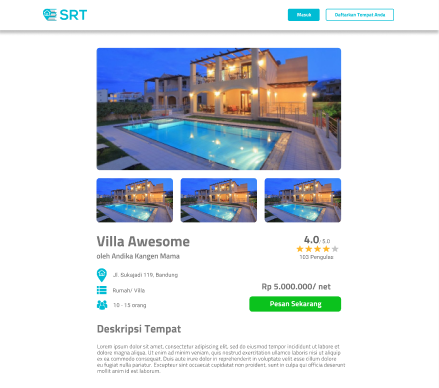 SRT
Masuk
Daftarkan Tempat Anda
Villa Awesome
oleh Andika Kangen Mama
4.0 / 5.0
103 Pengulas
Jl. Sukajadi 119. Bandung
Rumah/ Villa
10 - 15 orang
Rp 5.000.000/ net
Pesan Sekarang
Deskripsi Tempat
Lorem ipsum dolor sit amet, consectetur adipiscing elit, sed do eiusmod tempor incididunt ut labore et
dolore magna aliqua. Ut enim ad minim veniam, quis nostrud exercitation ullamco laboris nisi ut aliquip
ex ea commodo consequat. Duis aute irure dolor in reprehenderit in voluptate velit esse cillum dolore
eu fugiat nulla pariatur. Excepteur sint occaecat cupidatat non proident, sunt in culpa qui officia deserunt
mollit anim id est laborum.